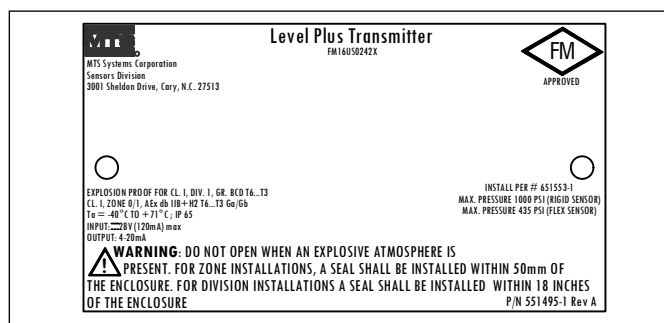 MTS
Level Plus Transmitter
FM16US0242X
MTS Systems Corporation
Sensors Division
3001 Sheldon Drive, Cary, N.C. 27513
FM
APPROVED
EXPLOSION PROOF FOR CL. I, DIV. 1, GR. BCD T6...T3
CL. I, ZONE 0/1, AEx db IIB+H2 T6...T3 Ga/Gb
Ta = -40°C TO +71°C ; IP 65
INPUT: ⎓28V (120mA) max
OUTPUT: 4-20mA
INSTALL PER # 651553-1
MAX. PRESSURE 1000 PSI (RIGID SENSOR)
MAX. PRESSURE 435 PSI (FLEX SENSOR)
WARNING: DO NOT OPEN WHEN AN EXPLOSIVE ATMOSPHERE IS
PRESENT. FOR ZONE INSTALLATIONS, A SEAL SHALL BE INSTALLED WITHIN 50mm OF
THE ENCLOSURE. FOR DIVISION INSTALLATIONS A SEAL SHALL BE INSTALLED WITHIN 18 INCHES
OF THE ENCLOSURE
P/N 551495-1 Rev A